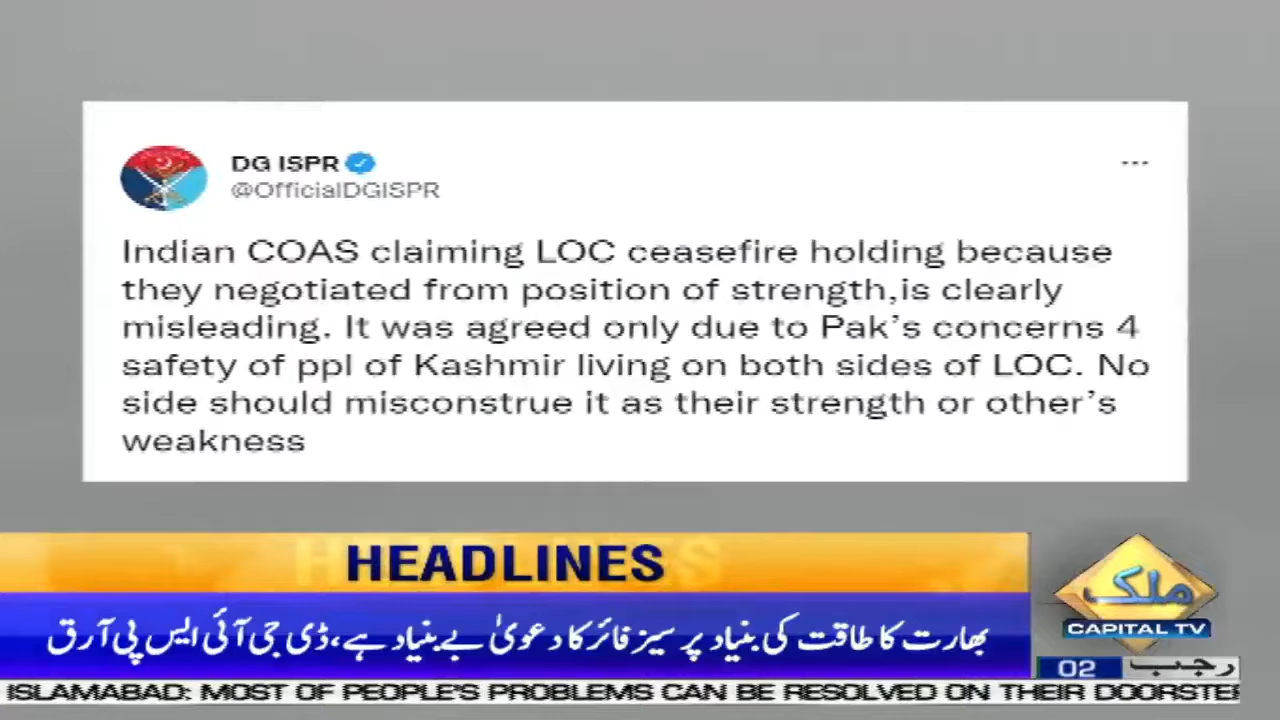 DG ISPR
@OfficialDGISPR
Indian COAS claiming LOC ceasefire holding because
they negotiated from position of strength,is clearly
misleading. It was agreed only due to Pak's concerns 4
safety of ppl of Kashmir living on both sides of LOC. No
side should misconstrue it as their strength or other's
weakness
HEADLINES
بھارت کا طاقت کی بنیاد پر سیز فائر کا دعویٰ بے بنیاد ہے، ڈی جی آئی ایس پی آر ق
ملک
CAPITAL TV
02 رجب
ISLAMABAD: MOST OF PEOPLE'S PROBLEMS CAN BE RESOLVED ON THEIR DOORSTE